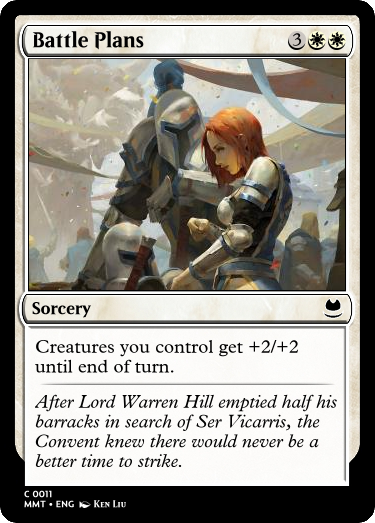 Battle Plans 3
Sorcery
Creatures you control get +2/+2
until end of turn.
After Lord Warren Hill emptied half his
barracks in search of Ser Vicarris, the
Convent knew there would never be a
better time to strike.
C 0011
MMT • ENG Ken Liu